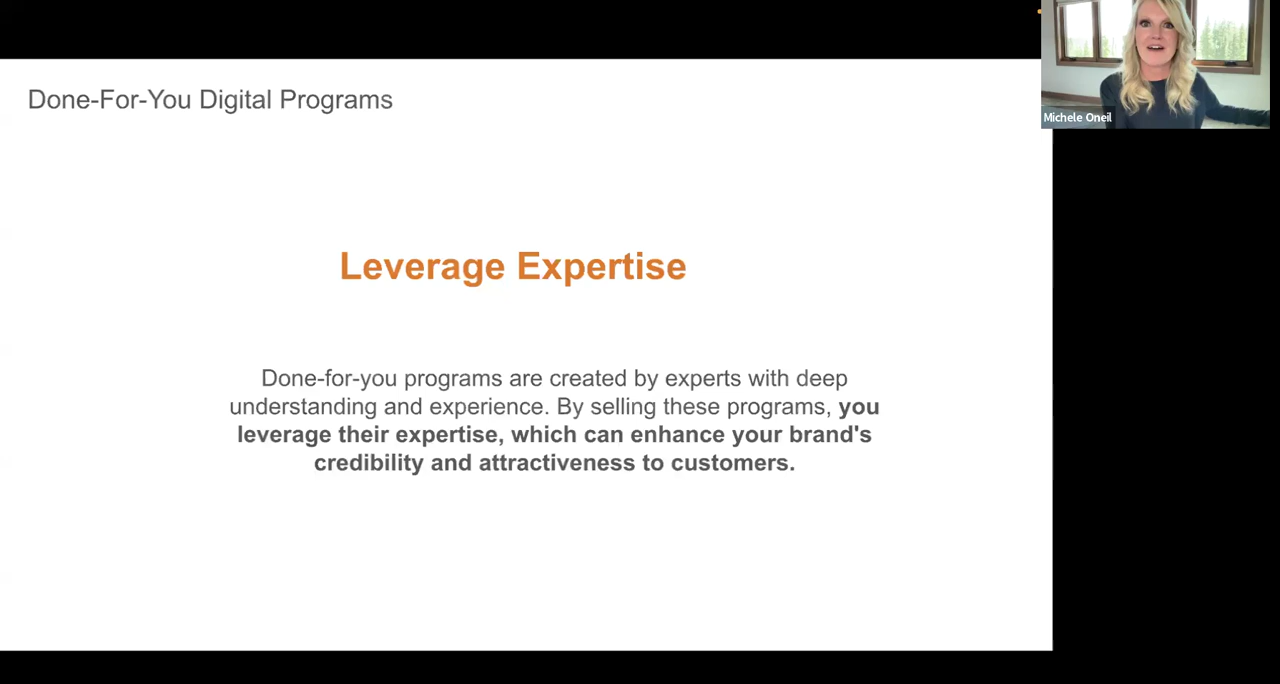 Done-For-You Digital Programs
Michele Oneil
Leverage Expertise
Done-for-you programs are created by experts with deep
understanding and experience. By selling these programs, you
leverage their expertise, which can enhance your brand's
credibility and attractiveness to customers.